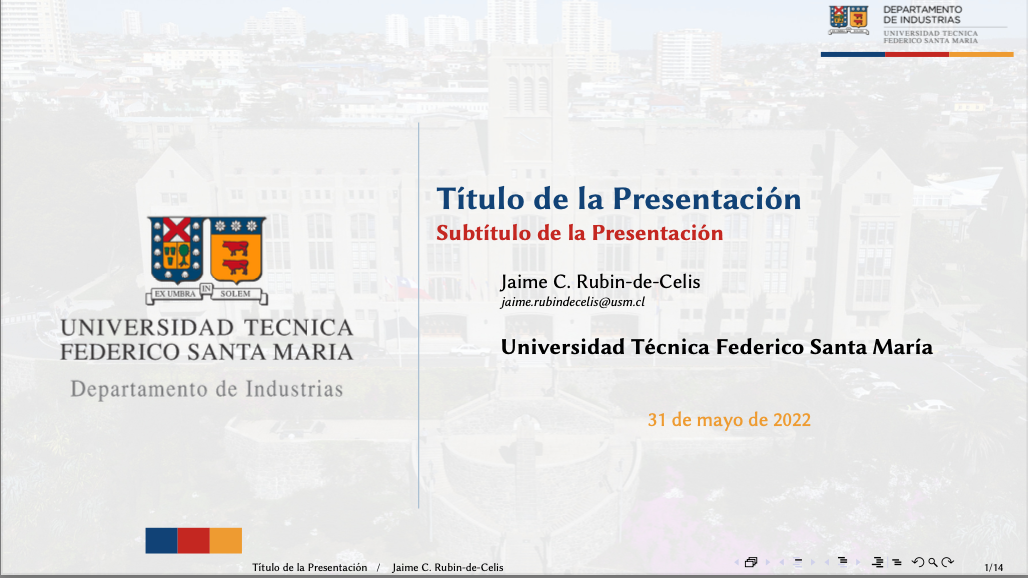 DEPARTAMENTO
DE INDUSTRIAS
UNIVERSIDAD TECNICA
FEDERICO SANTA MARIA
Título de la Presentación
Subtítulo de la Presentación
Jaime C. Rubin-de-Celis
jaime.rubindecelis@usm.cl
Universidad Técnica Federico Santa María
31 de mayo de 2022
EX UMBRA IN SOLEM
UNIVERSIDAD TECNICA
FEDERICO SANTA MARIA
Departamento de Industrias
Título de la Presentación / Jaime C. Rubin-de-Celis
1/14